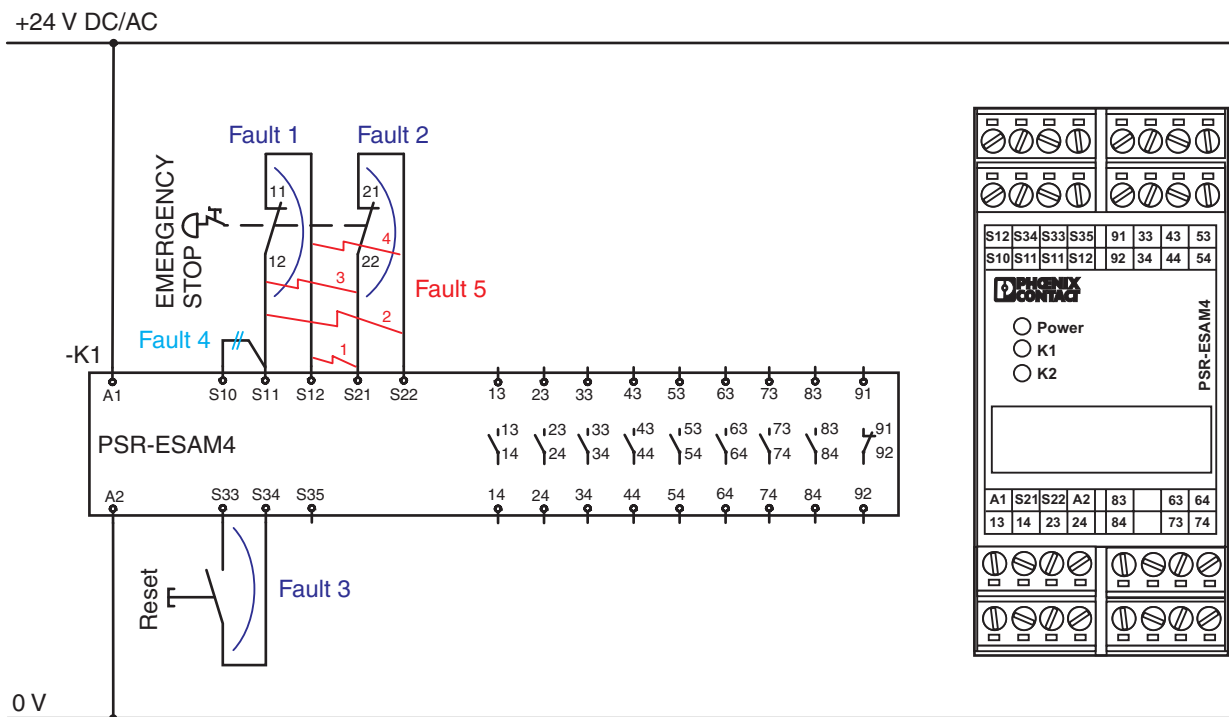 +24 V DC/AC
Fault 1
Fault 2
EMERGENCY
STOP
11
21
12
22
4
3
2
1
Fault 5
Fault 4
-K1
A1
S10
S11
S12
S21
S22
13
23
33
43
53
63
73
83
91
PSR-ESAM4
13
14
23
24
33
34
43
44
53
54
63
64
73
74
83
84
91
92
A2
S33
S34
S35
14
24
34
44
54
64
74
84
92
Reset
Fault 3
0 V
S12 S34 S33 S35 91 33 43 53
S10 S11 S11 S12 92 34 44 54
PHŒNIX
CONTACT
Power
K1
K2
PSR-ESAM4
A1 S21 S22 A2 83 63 64
13 14 23 24 84 73 74